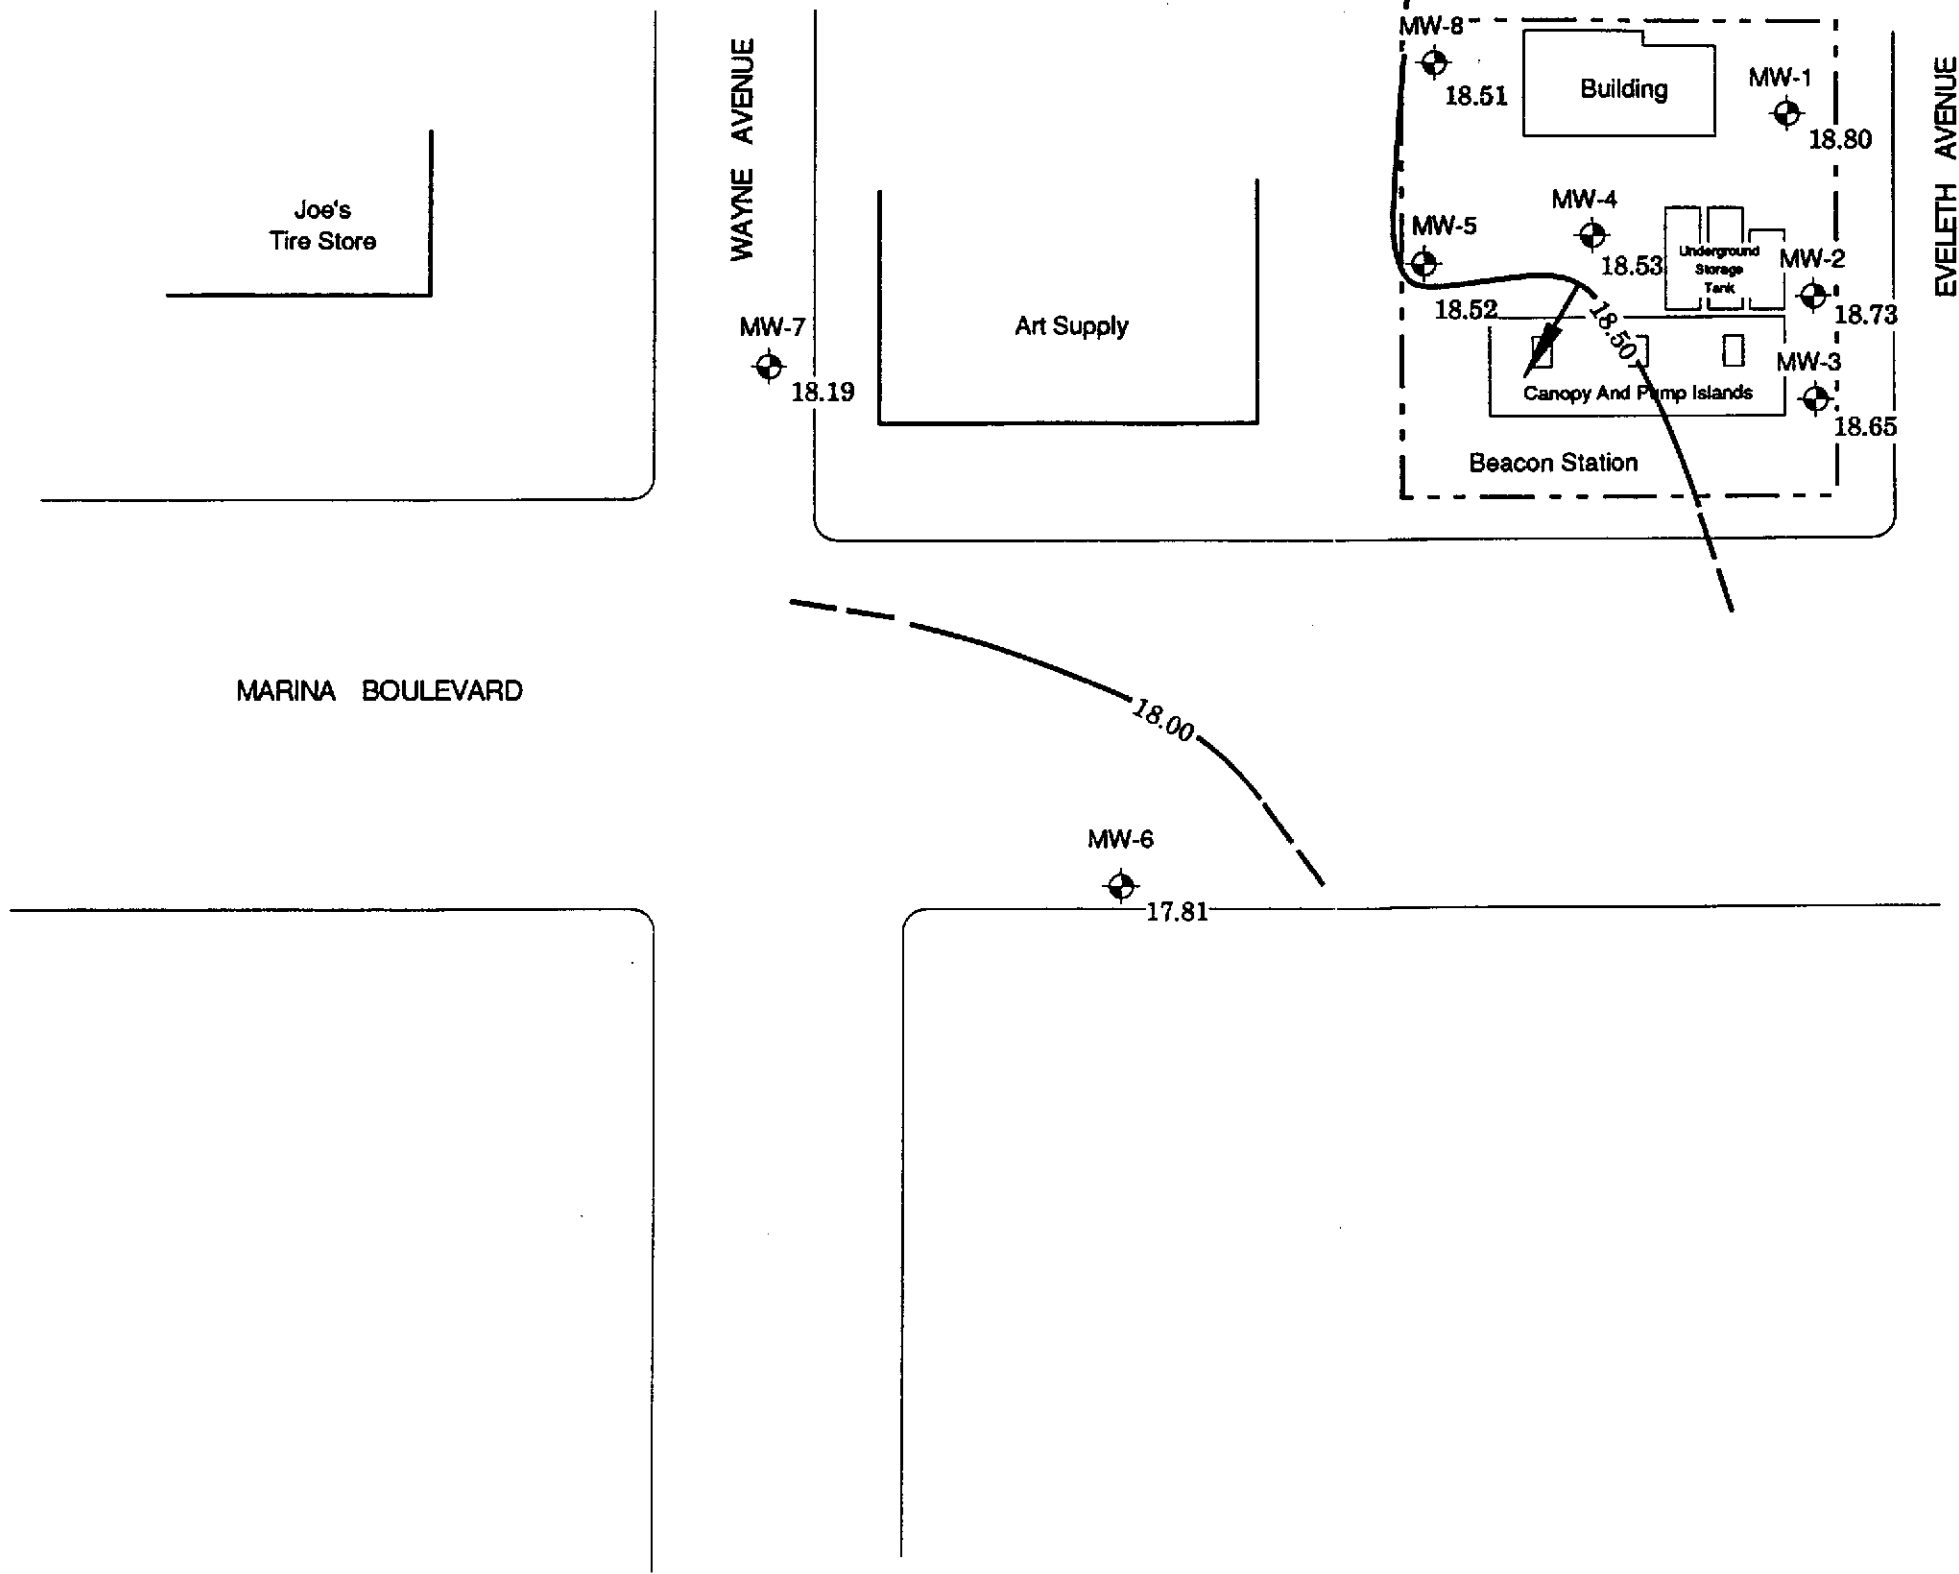 MW-8
18.51
Building
MW-1
18.80
EVELETH AVENUE
WAYNE AVENUE
Joe's
Tire Store
MW-5
18.52
MW-4
18.53
Underground
Storage
Tank
MW-2
18.73
MW-7
18.19
Art Supply
18.50
MW-3
18.65
Canopy And Pump Islands
Beacon Station
MARINA BOULEVARD
18.00
MW-6
17.81